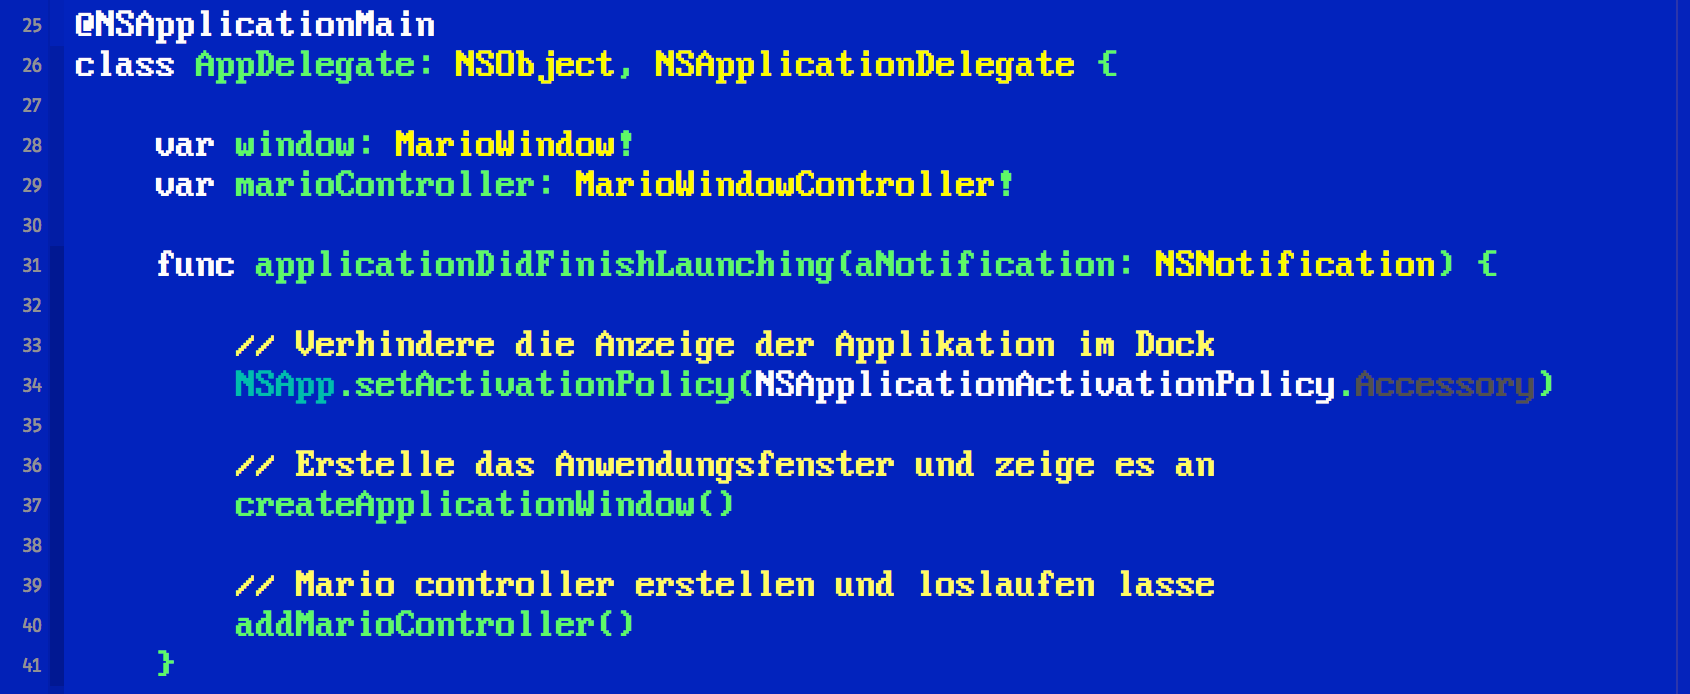 25 @NSApplicationMain
26 class AppDelegate: NSObject, NSApplicationDelegate {
27
28 var window: MarioWindow!
29 var marioController: MarioWindowController!
30
31 func applicationDidFinishLaunching(aNotification: NSNotification) {
32
33 // Verhindere die Anzeige der Applikation im Dock
34 NSApp.setActivationPolicy(NSApplicationActivationPolicy.Accessory)
35
36 // Erstelle das Anwendungsfenster und zeige es an
37 createApplicationWindow()
38
39 // Mario controller erstellen und loslaufen lasse
40 addMarioController()
41 }